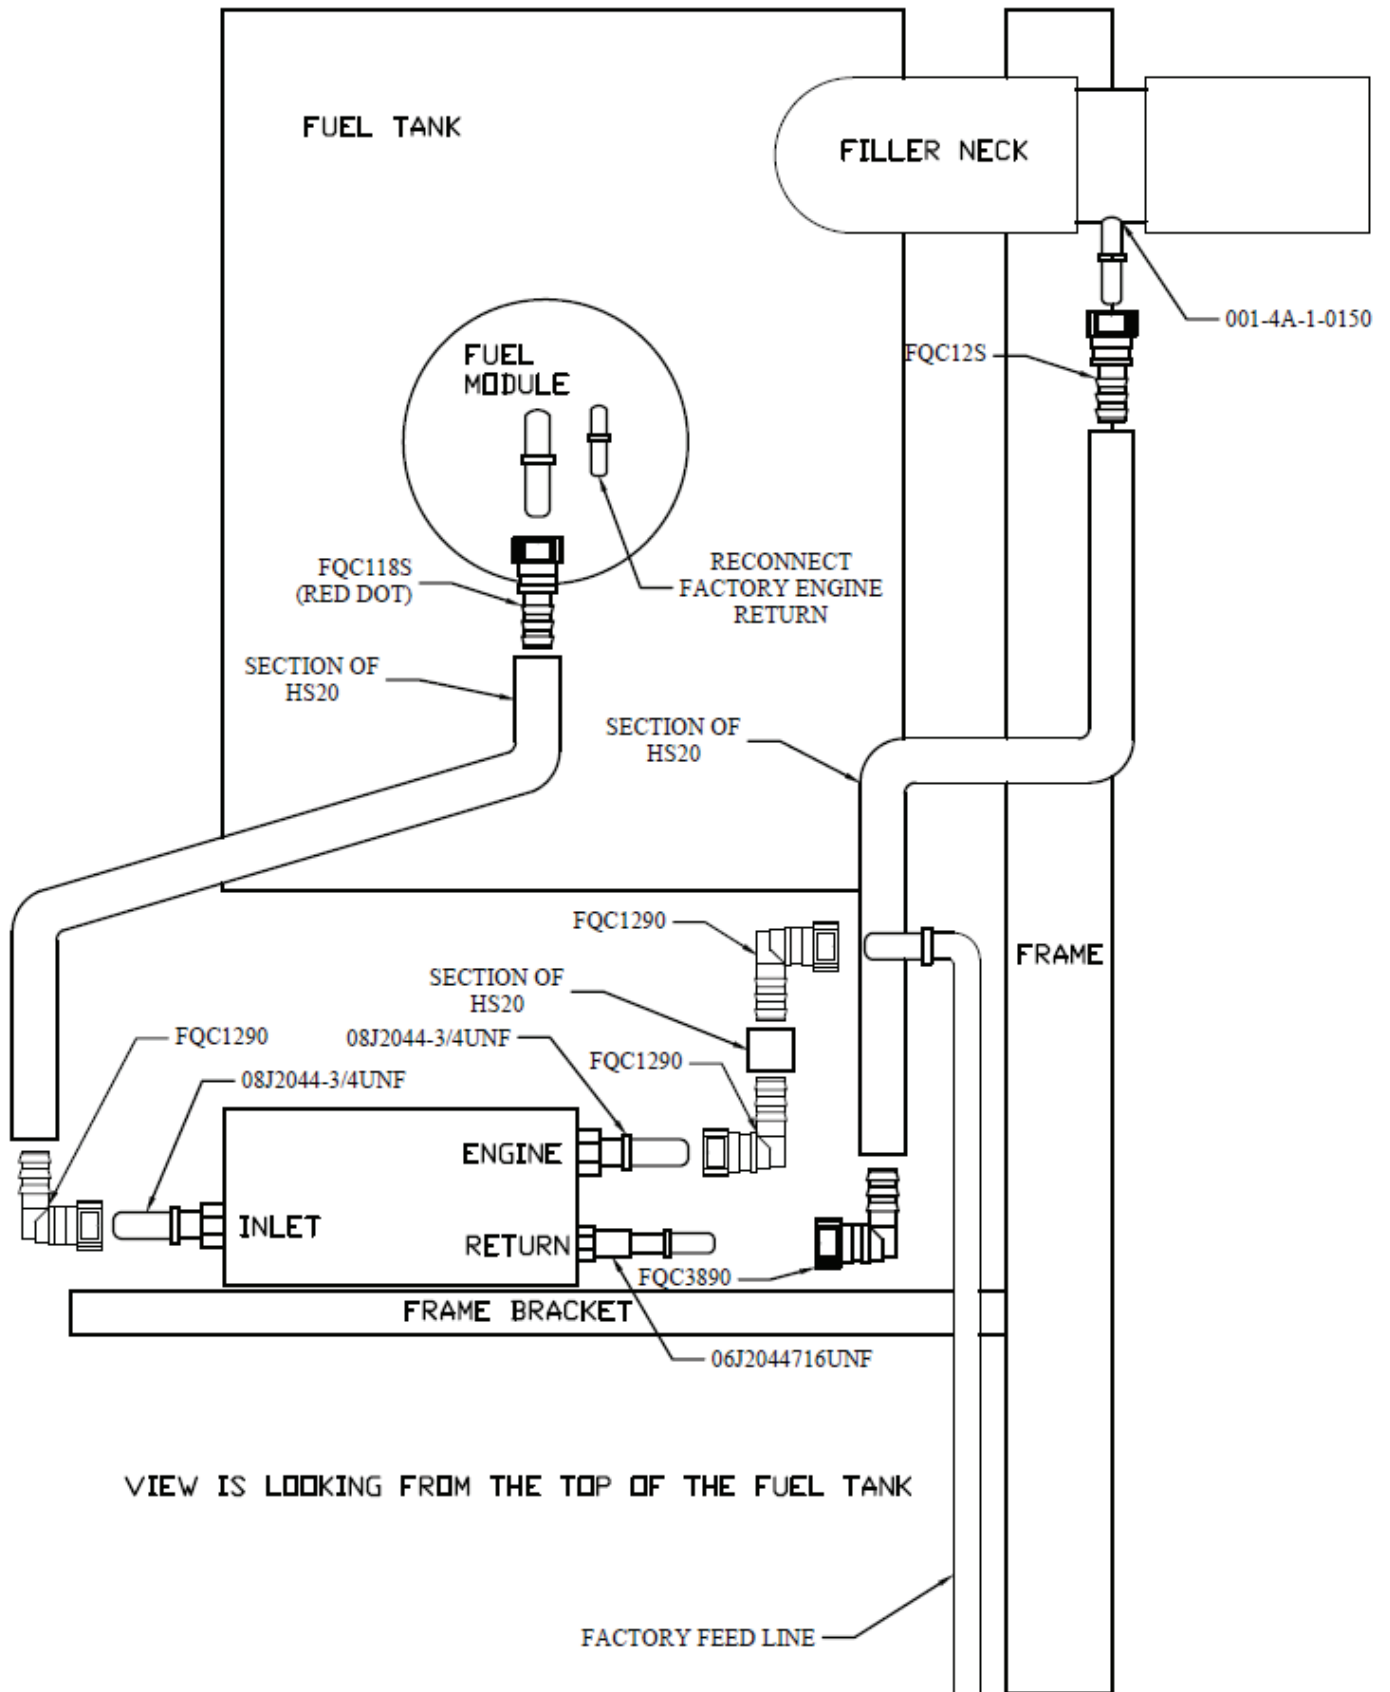 FUEL TANK
FILLER NECK
001-4A-1-0150
FQC12S
FUEL
MODULE
FQC118S
(RED DOT)
RECONNECT
FACTORY ENGINE
RETURN
SECTION OF
HS20
SECTION OF
HS20
FQC1290
FRAME
SECTION OF
HS20
FQC1290
08J2044-3/4UNF
FQC1290
08J2044-3/4UNF
ENGINE
INLET
RETURN
FQC3890
FRAME BRACKET
06J2044716UNF
VIEW IS LOOKING FROM THE TOP OF THE FUEL TANK
FACTORY FEED LINE